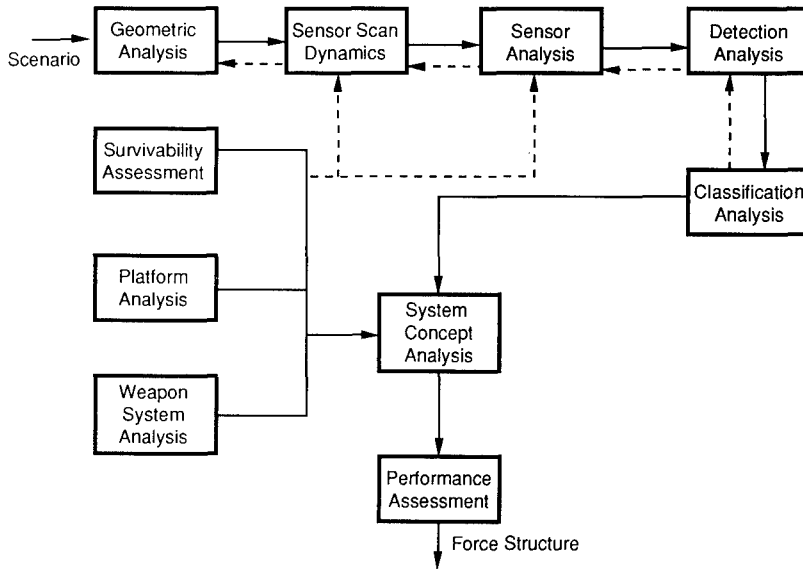 Scenario
Geometric
Analysis
Sensor Scan
Dynamics
Sensor
Analysis
Detection
Analysis
Survivability
Assessment
Classification
Analysis
Platform
Analysis
System
Concept
Analysis
Weapon
System
Analysis
Performance
Assessment
Force Structure